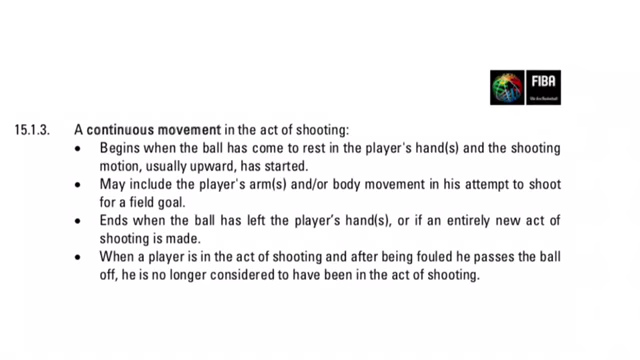 FIBA
We Are Basketball
15.1.3. A continuous movement in the act of shooting:
• Begins when the ball has come to rest in the player's hand(s) and the shooting
motion, usually upward, has started.
• May include the player's arm(s) and/or body movement in his attempt to shoot
for a field goal.
• Ends when the ball has left the player's hand(s), or if an entirely new act of
shooting is made.
• When a player is in the act of shooting and after being fouled he passes the ball
off, he is no longer considered to have been in the act of shooting.